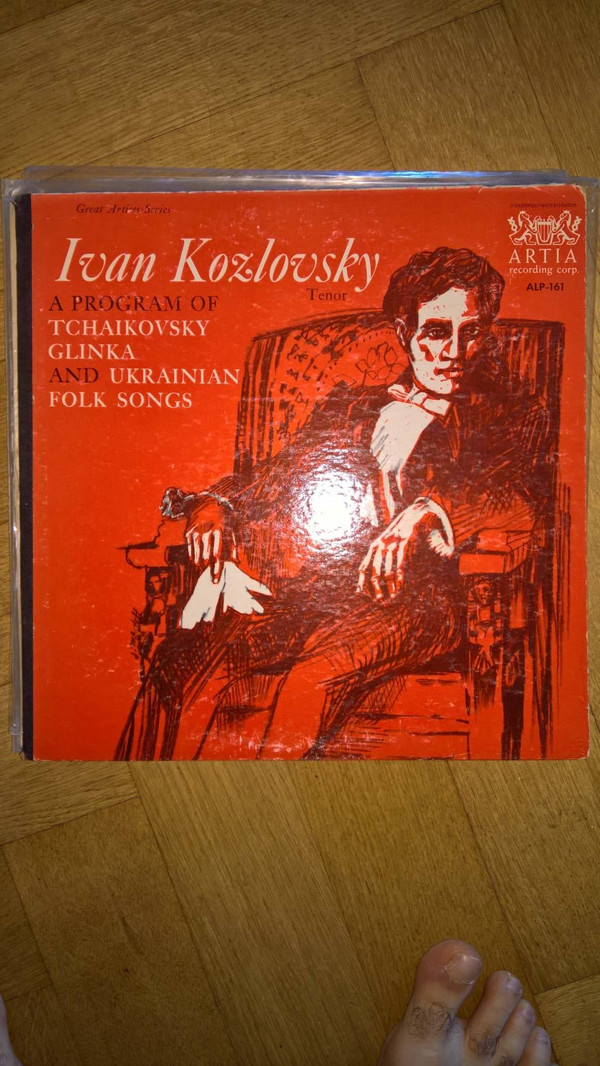 Great Artists Series
Ivan Kozlovsky
Tenor
A PROGRAM OF
TCHAIKOVSKY
GLINKA
AND UKRAINIAN
FOLK SONGS
ARTIA
recording corp.
ALP-161